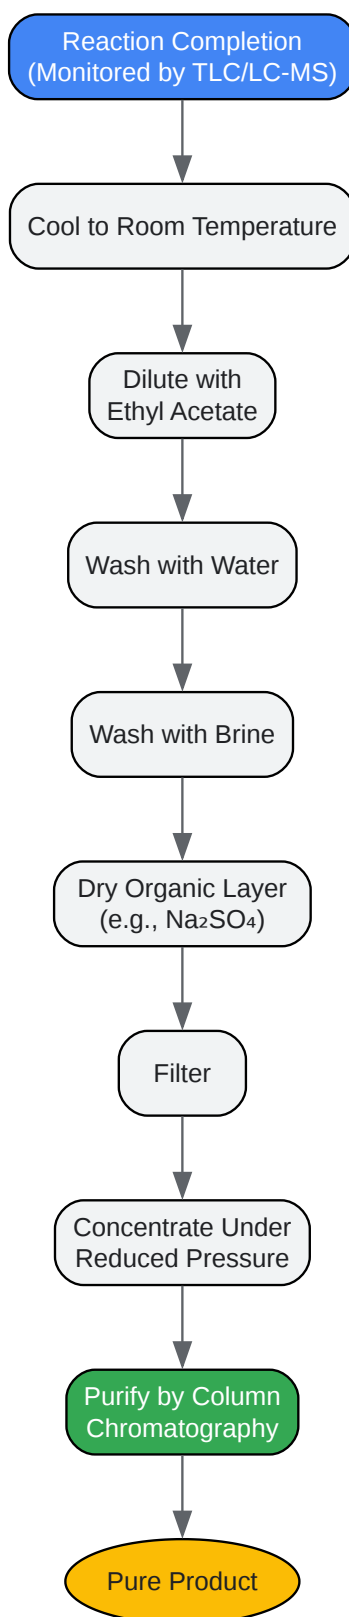 Reaction Completion
(Monitored by TLC/LC-MS)
Cool to Room Temperature
Dilute with
Ethyl Acetate
Wash with Water
Wash with Brine
Dry Organic Layer
(e.g., Na₂SO₄)
Filter
Concentrate Under
Reduced Pressure
Purify by Column
Chromatography
Pure Product